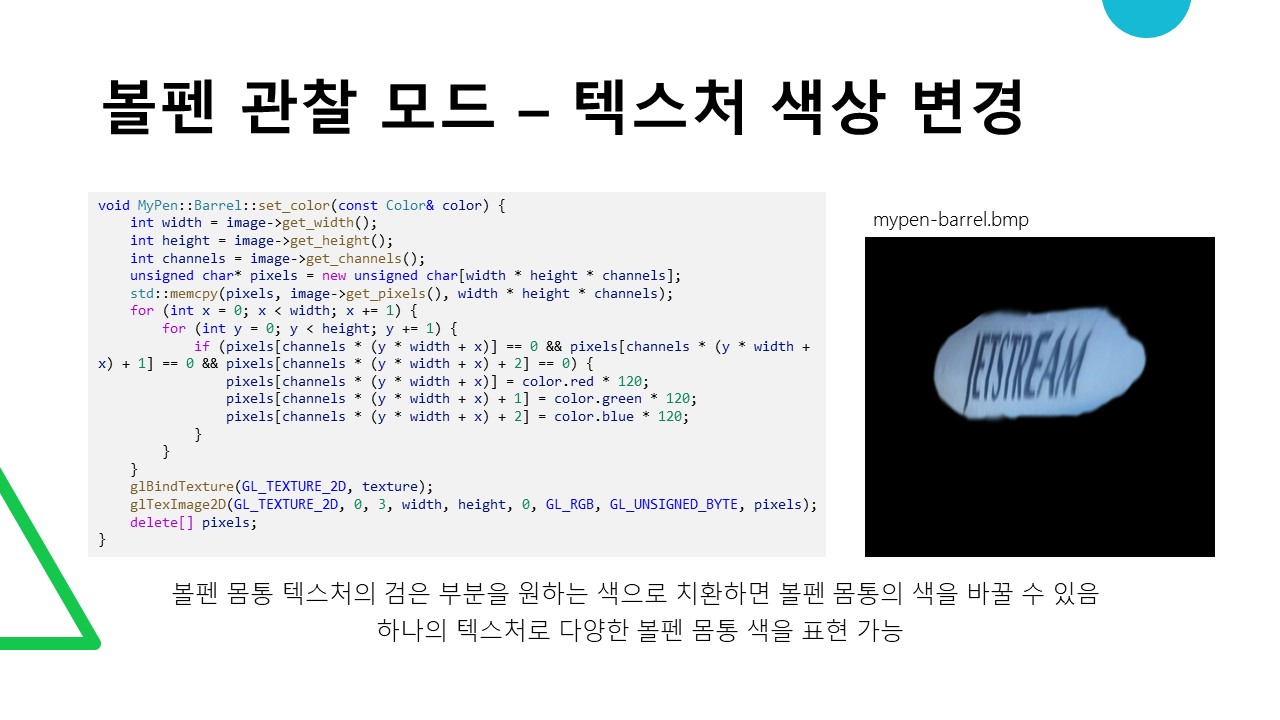 볼펜 관찰 모드 – 텍스처 색상 변경
void MyPen::Barrel::set_color(const Color& color) {
    int width = image->get_width();
    int height = image->get_height();
    int channels = image->get_channels();
    unsigned char* pixels = new unsigned char[width * height * channels];
    std::memcpy(pixels, image->get_pixels(), width * height * channels);
    for (int x = 0; x < width; x += 1) {
        for (int y = 0; y < height; y += 1) {
            if (pixels[channels * (y * width + x)] == 0 && pixels[channels * (y * width +
x) + 1] == 0 && pixels[channels * (y * width + x) + 2] == 0) {
                pixels[channels * (y * width + x)] = color.red * 120;
                pixels[channels * (y * width + x) + 1] = color.green * 120;
                pixels[channels * (y * width + x) + 2] = color.blue * 120;
            }
        }
    }
    glBindTexture(GL_TEXTURE_2D, texture);
    glTexImage2D(GL_TEXTURE_2D, 0, 3, width, height, 0, GL_RGB, GL_UNSIGNED_BYTE, pixels);
    delete[] pixels;
}
mypen-barrel.bmp
JETSTREAM
볼펜 몸통 텍스처의 검은 부분을 원하는 색으로 치환하면 볼펜 몸통의 색을 바꿀 수 있음
하나의 텍스처로 다양한 볼펜 몸통 색을 표현 가능